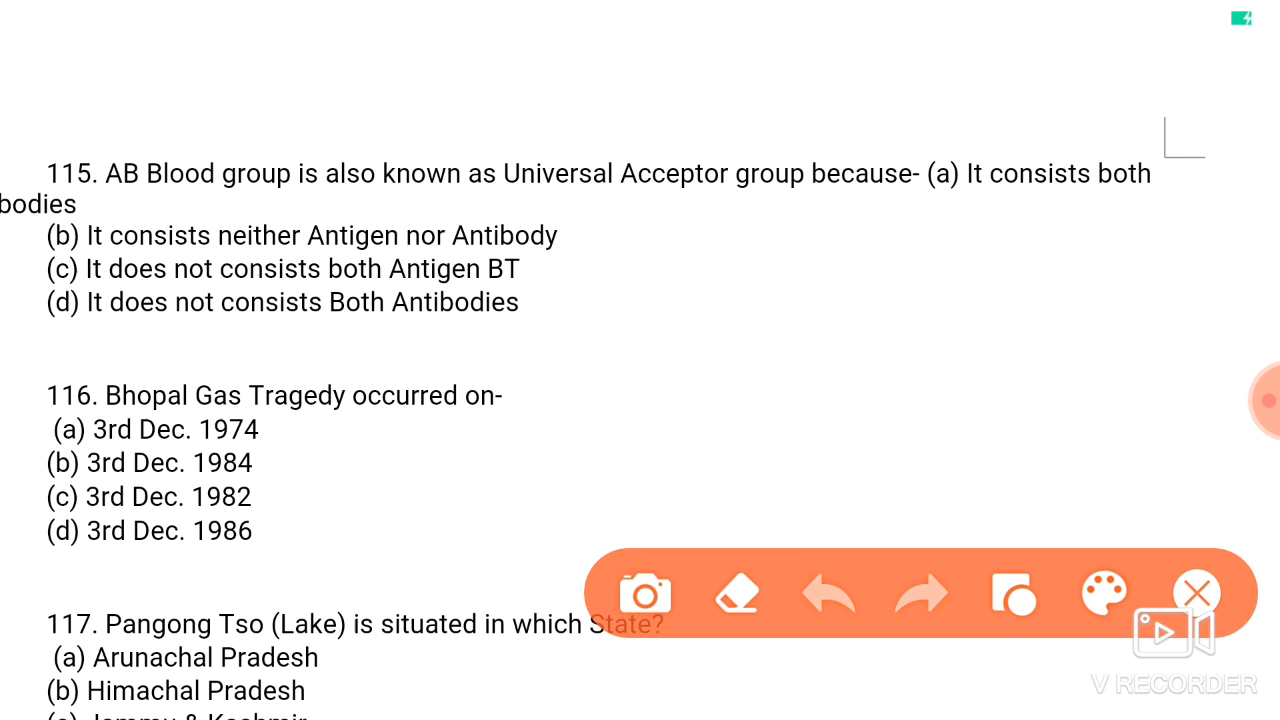 115. AB Blood group is also known as Universal Acceptor group because- (a) It consists both
bodies
(b) It consists neither Antigen nor Antibody
(c) It does not consists both Antigen BT
(d) It does not consists Both Antibodies
116. Bhopal Gas Tragedy occurred on-
(a) 3rd Dec. 1974
(b) 3rd Dec. 1984
(c) 3rd Dec. 1982
(d) 3rd Dec. 1986
117. Pangong Tso (Lake) is situated in which State?
(a) Arunachal Pradesh
(b) Himachal Pradesh
(c) Jammu & Kashmir
V RECORDER